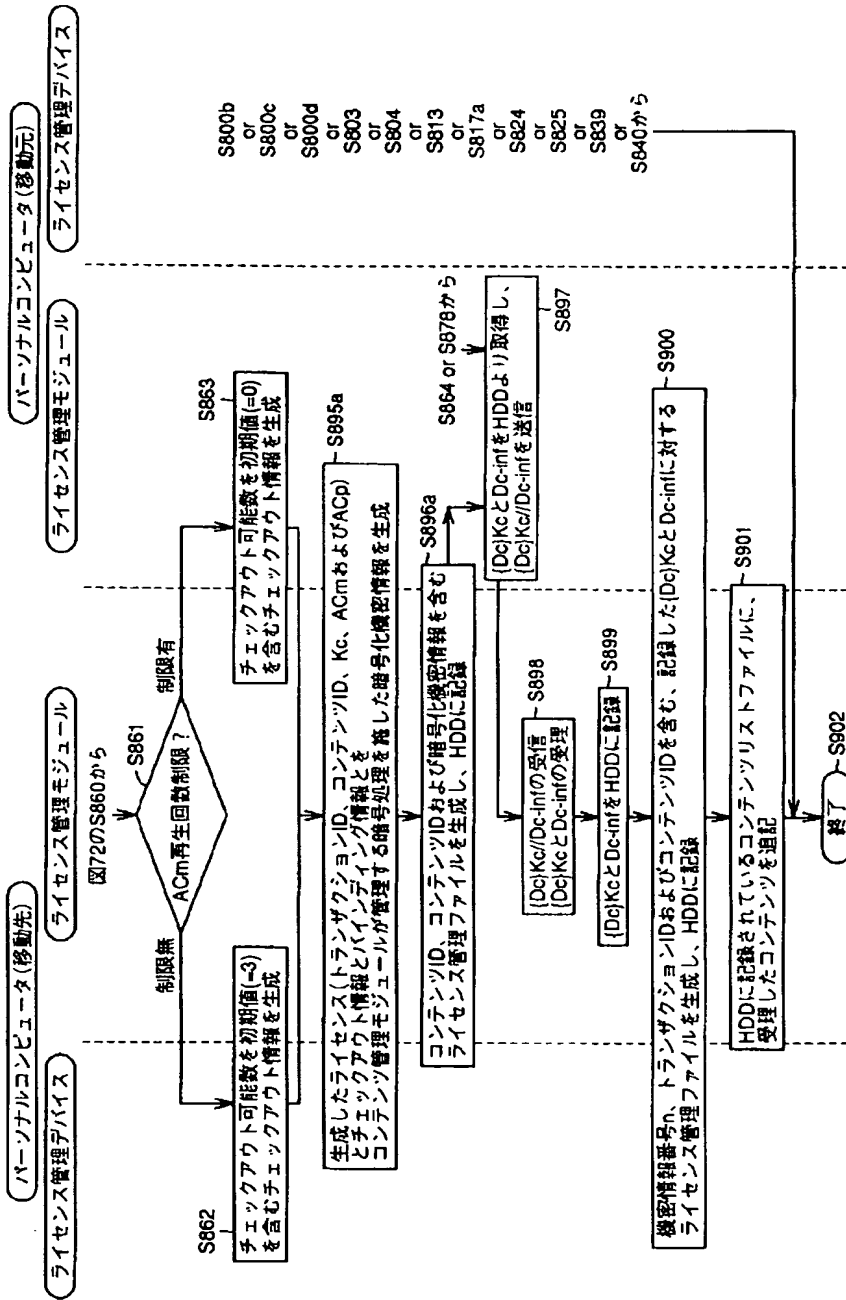 パーソナルコンピュータ(移動先)
パーソナルコンピュータ(移動元)
ライセンス管理デバイス
ライセンス管理モジュール
ライセンス管理モジュール
ライセンス管理デバイス
図72のS860から
S861
ACm再生回数制限?
制限無
制限有
S862
チェックアウト可能数を初期値(=3)
を含むチェックアウト情報を生成
S863
チェックアウト可能数を初期値(=0)
を含むチェックアウト情報を生成
S895a
生成したライセンス(トランザクションID、コンテンツID、Kc、ACmおよびACp)
とチェックアウト情報とバインディング情報とを
コンテンツ管理モジュールが管理する暗号処理を施した暗号化機密情報を生成
S896a
コンテンツID、コンテンツIDおよび暗号化機密情報を含む
ライセンス管理ファイルを生成し、HDDに記録
S864 or S878から
{Dc}KcとDc-infをHDDより取得し、
{Dc}Kc//Dc-infを送信
S897
S898
{Dc}Kc//Dc-infの受信
{Dc}KcとDc-infの受理
S899
{Dc}KcとDc-infをHDDに記録
S900
機密情報番号n、トランザクションIDおよびコンテンツIDを含む、記録した{Dc}KcとDc-infに対する
ライセンス管理ファイルを生成し、HDDに記録
S901
HDDに記録されているコンテンツリストファイルに、
受理したコンテンツを追記
S800b
or
S800c
or
S800d
or
S803
or
S804
or
S813
or
S817a
or
S824
or
S825
or
S839
or
S840から
終了
S902